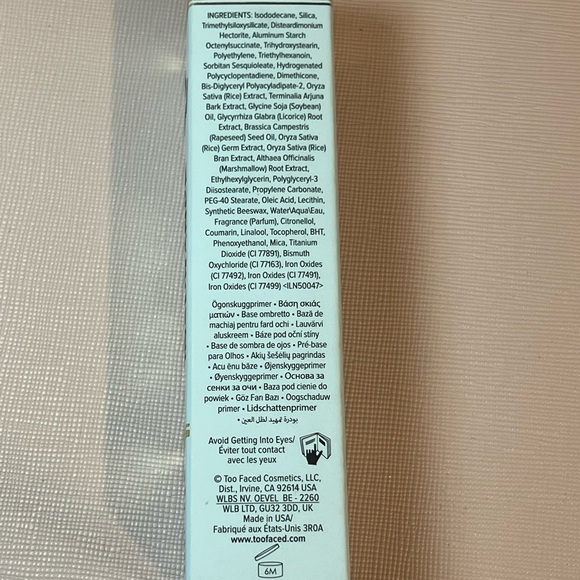 INGREDIENTS: Isododecane, Silica,
Trimethylsiloxysilicate, Disteardimonium
Hectorite, Aluminum Starch
Octenylsuccinate, Trihydroxystearin,
Polyethylene, Triethylhexanoin,
Sorbitan Sesquioleate, Hydrogenated
Polycyclopentadiene, Dimethicone,
Bis-Diglyceryl Polyacyladipate-2, Oryza
Sativa (Rice) Extract, Terminalia Arjuna
Bark Extract, Glycine Soja (Soybean)
Oil, Glycyrrhiza Glabra (Licorice) Root
Extract, Brassica Campestris
(Rapeseed) Seed Oil, Oryza Sativa
(Rice) Germ Extract, Oryza Sativa (Rice)
Bran Extract, Althaea Officinalis
(Marshmallow) Root Extract,
Ethylhexylglycerin, Polyglyceryl-3
Diisostearate, Propylene Carbonate,
PEG-40 Stearate, Oleic Acid, Lecithin,
Synthetic Beeswax, Water\Aqua\Eau,
Fragrance (Parfum), Citronellol,
Coumarin, Linalool, Tocopherol, BHT,
Phenoxyethanol, Mica, Titanium
Dioxide (CI 77891), Bismuth
Oxychloride (CI 77163), Iron Oxides
(CI 77492), Iron Oxides (CI 77491),
Iron Oxides (CI 77499) <ILN50047>
Ögonskuggprimer • Βάση σκιάς
ματιών • Base ombretto • Bază de
machiaj pentru fard ochi • Lauvärvi
aluskreem • Báze pod oční stíny
• Base de sombra de ojos • Pré-base
para Olhos • Akių šešėlių pagrindas
• Acu ēnu bāze • Øjenskyggeprimer
• Øyenskyggeprimer • Основа за
сенки за очи • Baza pod cienie do
powiek • Göz Farı Bazı • Oogschaduw
primer • Lidschattenprimer
• بودرة تمهيد لظل العين
Avoid Getting Into Eyes/
Éviter tout contact
avec les yeux
© Too Faced Cosmetics, LLC,
Dist., Irvine, CA 92614 USA
WLBS NV. OEVEL BE - 2260
WLB LTD, GU32 3DD, UK
Made in USA/
Fabriqué aux États-Unis 3R0A
www.toofaced.com
6M